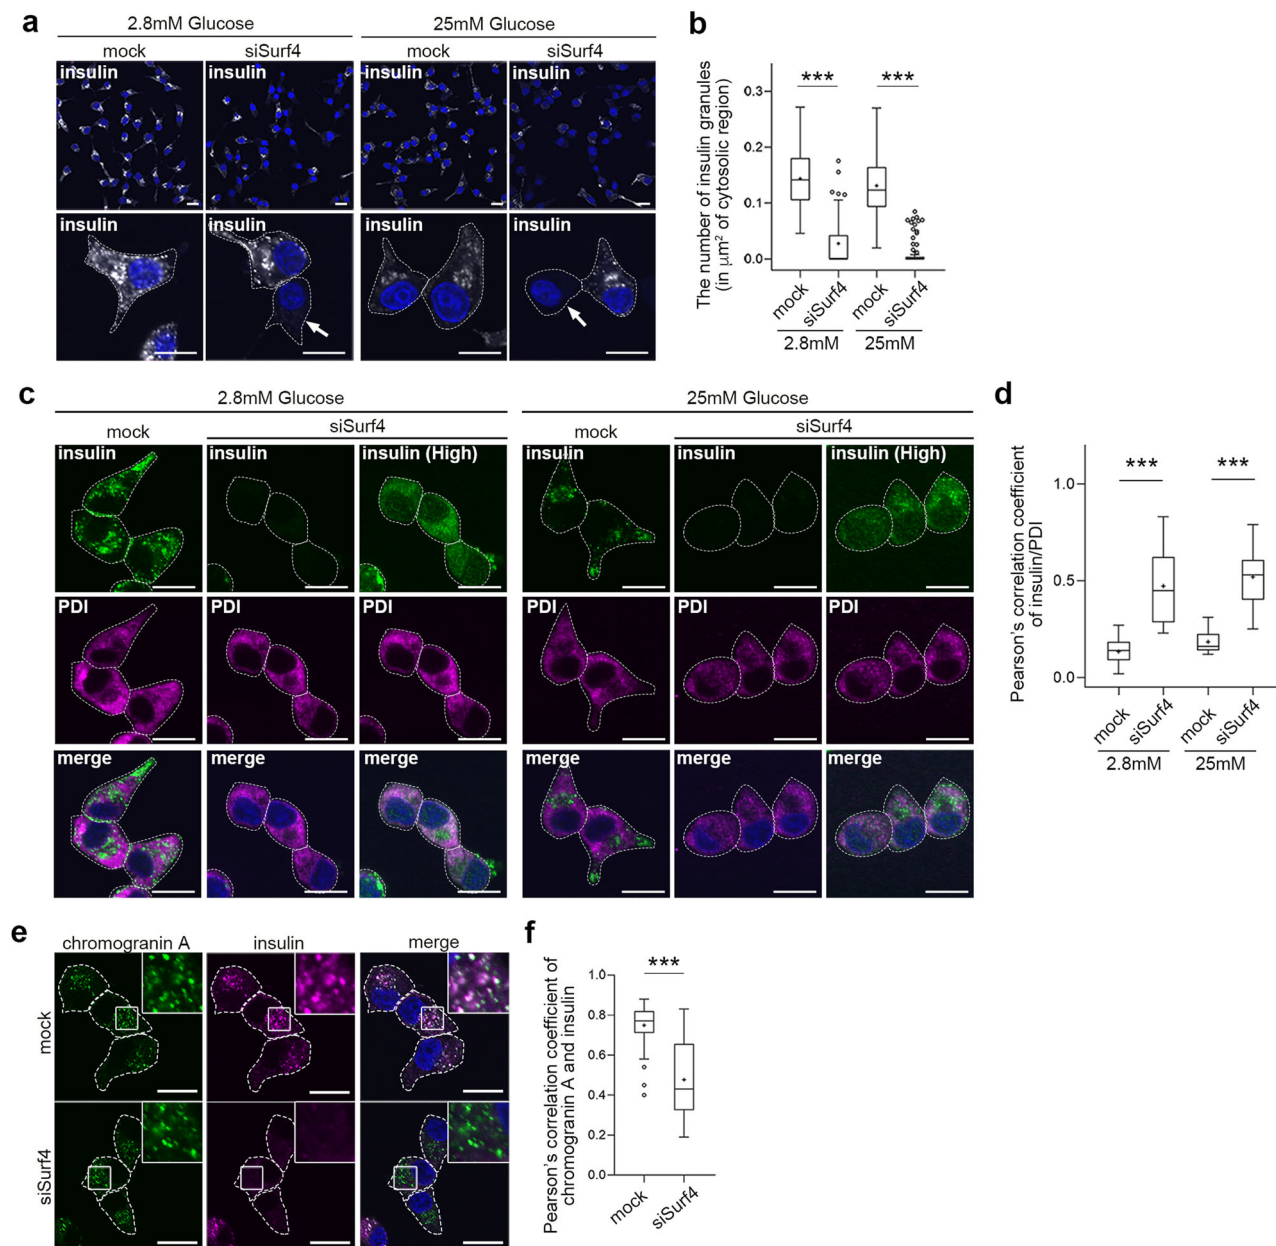 a
2.8mM Glucose
25mM Glucose
mock
siSurf4
mock
siSurf4
insulin
insulin
insulin
insulin
insulin
insulin
insulin
insulin
b
The number of insulin granules
(in μm² of cytosolic region)
0.3
0.2
0.1
0.0
***
***
mock
siSurf4
mock
siSurf4
2.8mM
25mM
c
2.8mM Glucose
25mM Glucose
mock
siSurf4
mock
siSurf4
insulin
insulin
insulin (High)
insulin
insulin
insulin (High)
PDI
PDI
PDI
PDI
PDI
PDI
merge
merge
merge
merge
merge
merge
d
Pearson's correlation coefficient
of insulin/PDI
1.0
0.5
0.0
***
***
mock
siSurf4
mock
siSurf4
2.8mM
25mM
e
chromogranin A
insulin
merge
mock
siSurf4
f
Pearson's correlation coefficient of
chromogranin A and insulin
1.0
0.8
0.6
0.4
0.2
0.0
***
mock
siSurf4